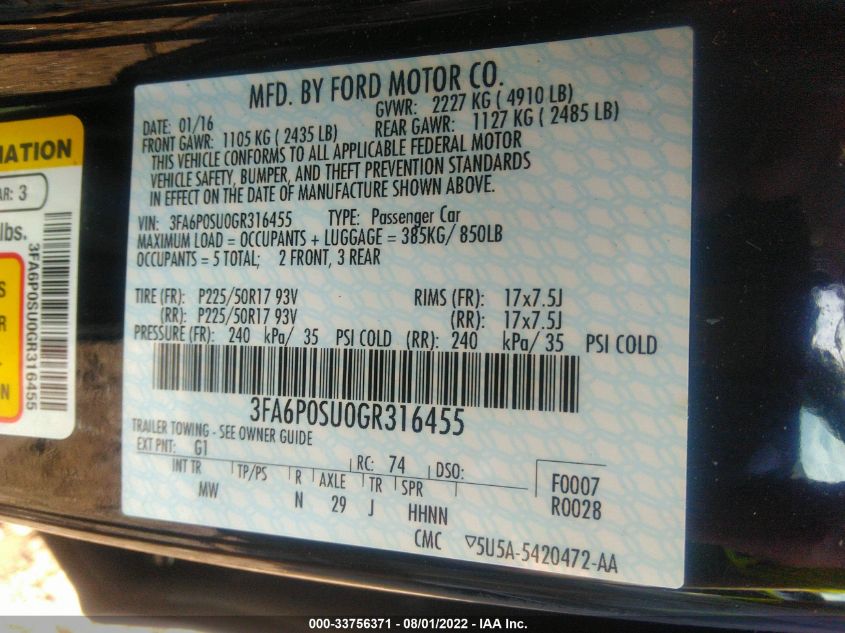 MFD. BY FORD MOTOR CO.
DATE: 01/16 GVWR: 2227 KG ( 4910 LB)
FRONT GAWR: 1105 KG ( 2435 LB) REAR GAWR: 1127 KG ( 2485 LB)
THIS VEHICLE CONFORMS TO ALL APPLICABLE FEDERAL MOTOR
VEHICLE SAFETY, BUMPER, AND THEFT PREVENTION STANDARDS
IN EFFECT ON THE DATE OF MANUFACTURE SHOWN ABOVE.
VIN: 3FA6P0SU0GR316455 TYPE: Passenger Car
MAXIMUM LOAD = OCCUPANTS + LUGGAGE = 385KG/ 850LB
OCCUPANTS = 5 TOTAL; 2 FRONT, 3 REAR
TIRE (FR): P225/50R17 93V RIMS (FR): 17x7.5J
(RR): P225/50R17 93V (RR): 17x7.5J
PRESSURE (FR): 240 kPa/ 35 PSI COLD (RR): 240 kPa/ 35 PSI COLD
3FA6P0SU0GR316455
TRAILER TOWING - SEE OWNER GUIDE
EXT PNT: G1 RC: 74 DSO:
INT TR TP/PS R AXLE TR SPR
MW N 29 J HHNN
CMC
F0007
R0028
▽5U5A-5420472-AA
MATION
AR: 3
lbs.
S
R
R
N
3FA6P0SU0GR316455
000-33756371 - 08/01/2022 - IAA Inc.